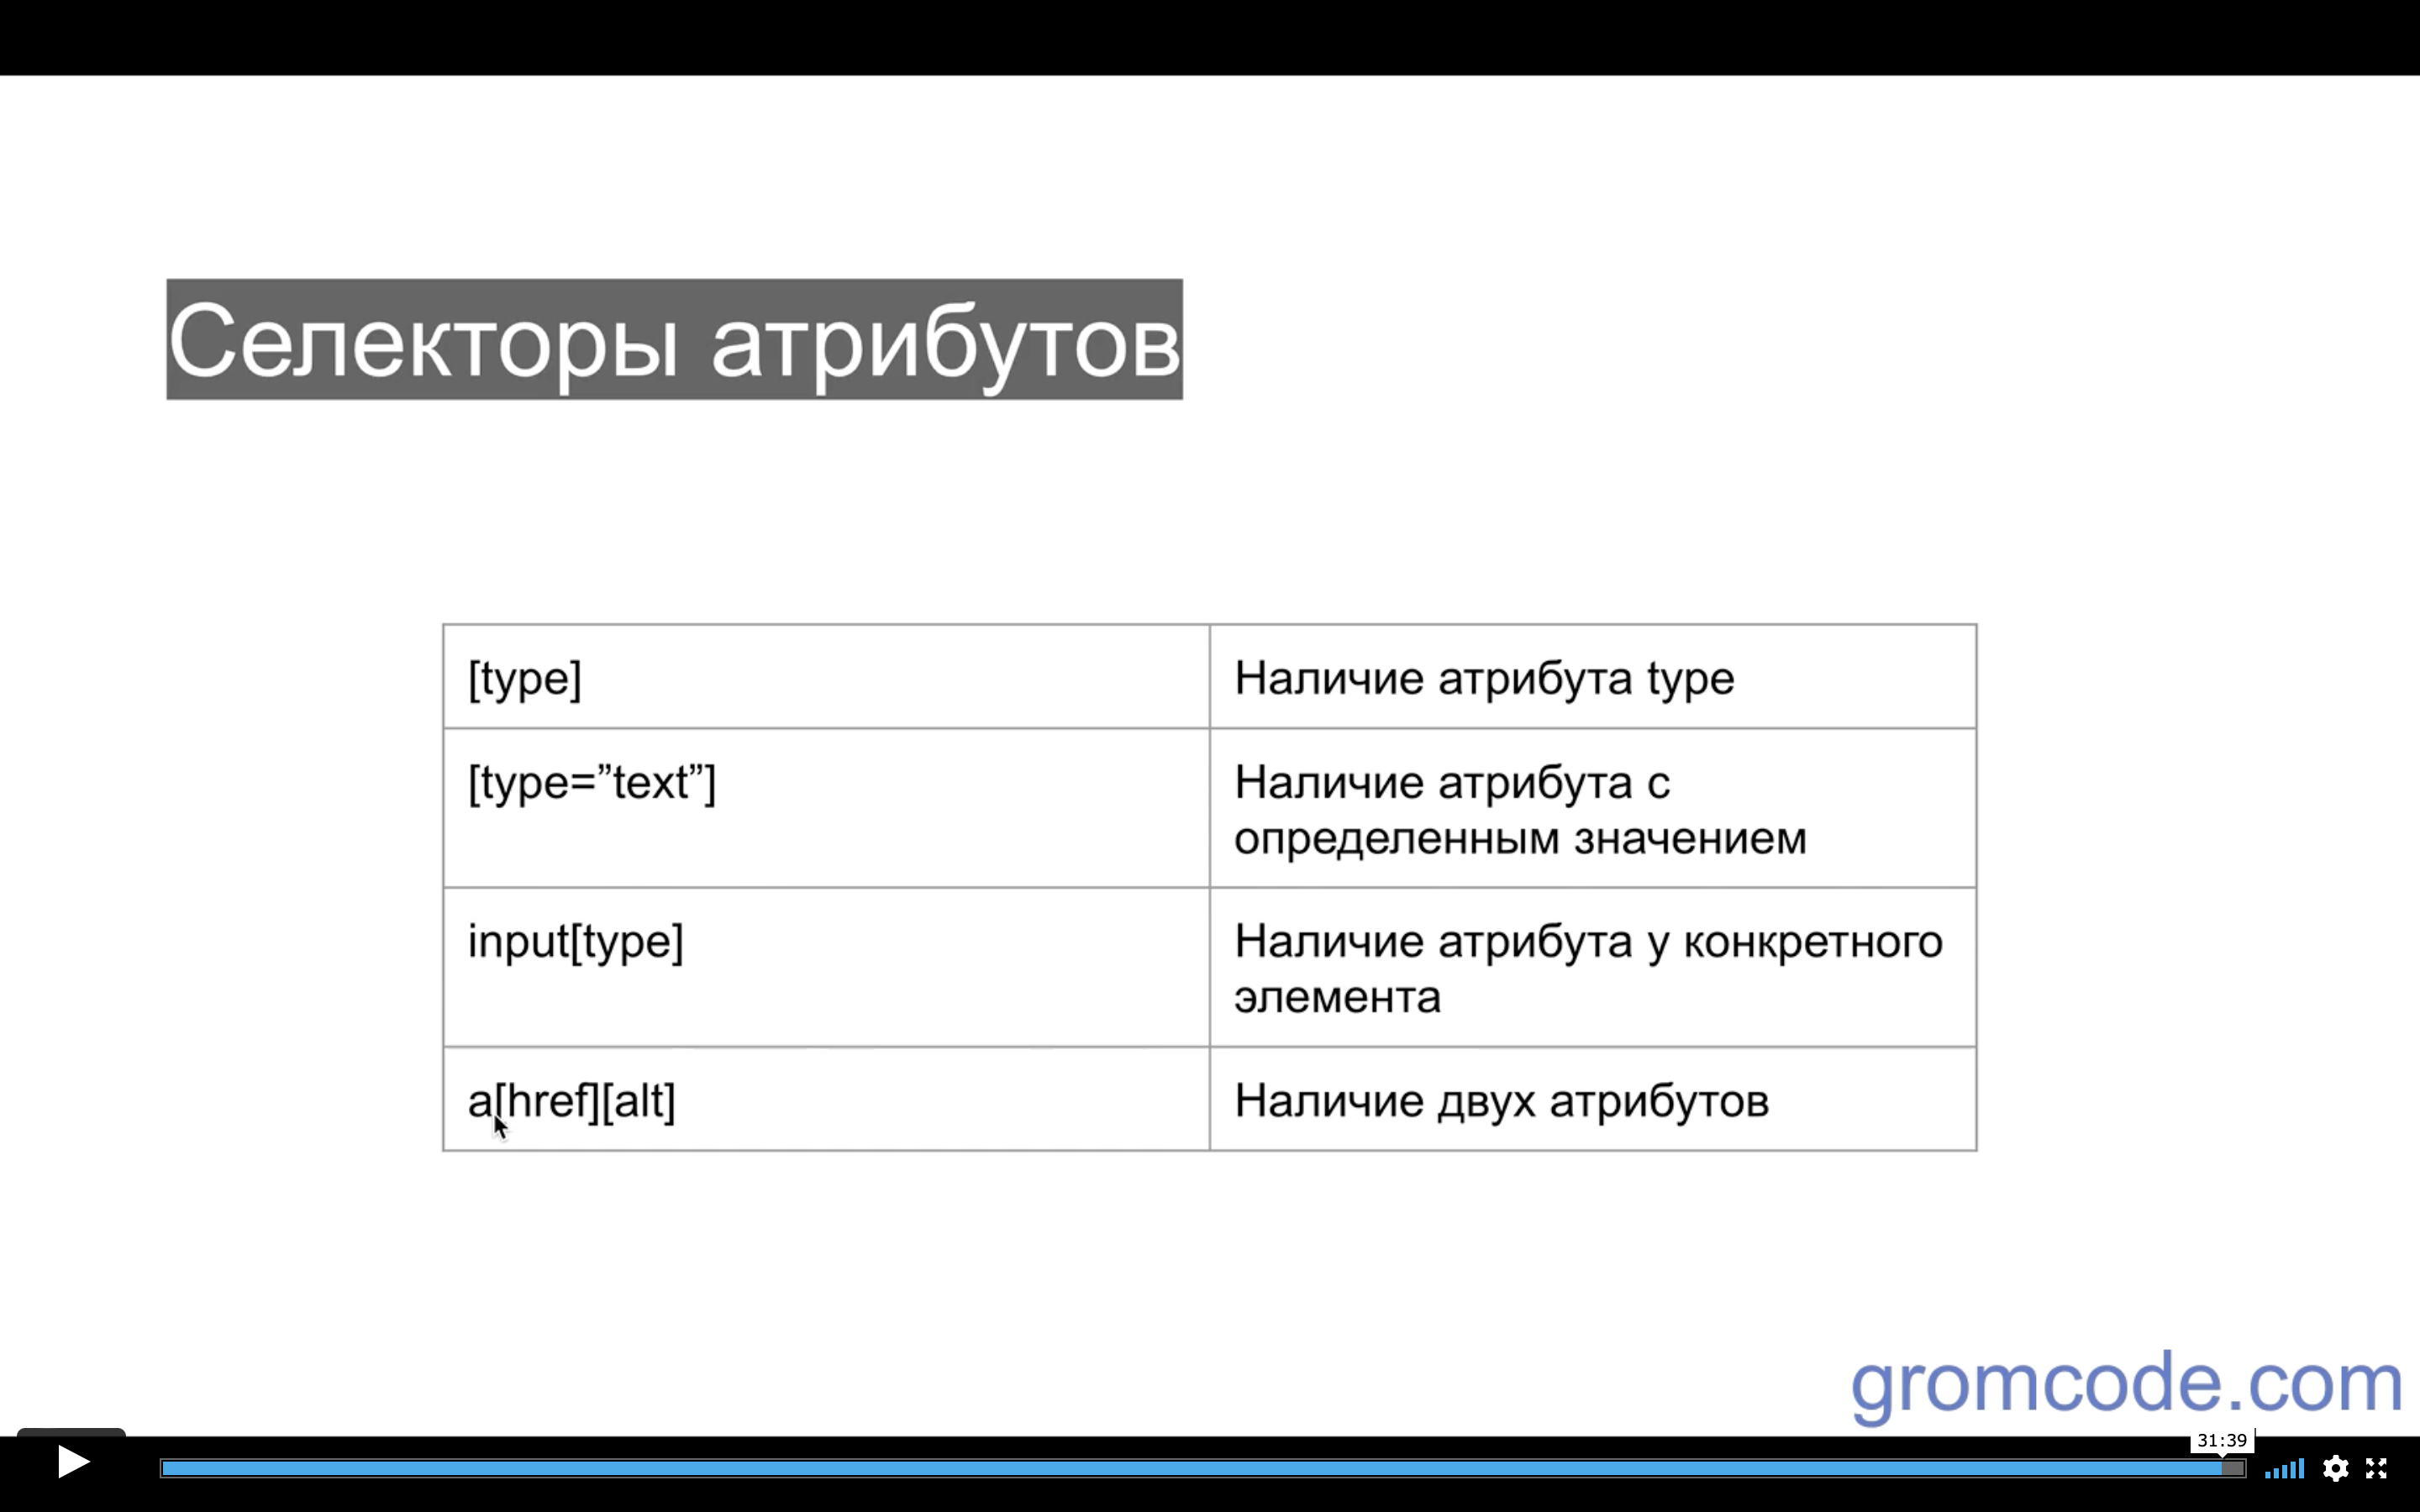 Селекторы атрибутов
[type]
Наличие атрибута type
[type=”text”]
Наличие атрибута с
определенным значением
input[type]
Наличие атрибута у конкретного
элемента
a[href][alt]
Наличие двух атрибутов
gromcode.com
31:39